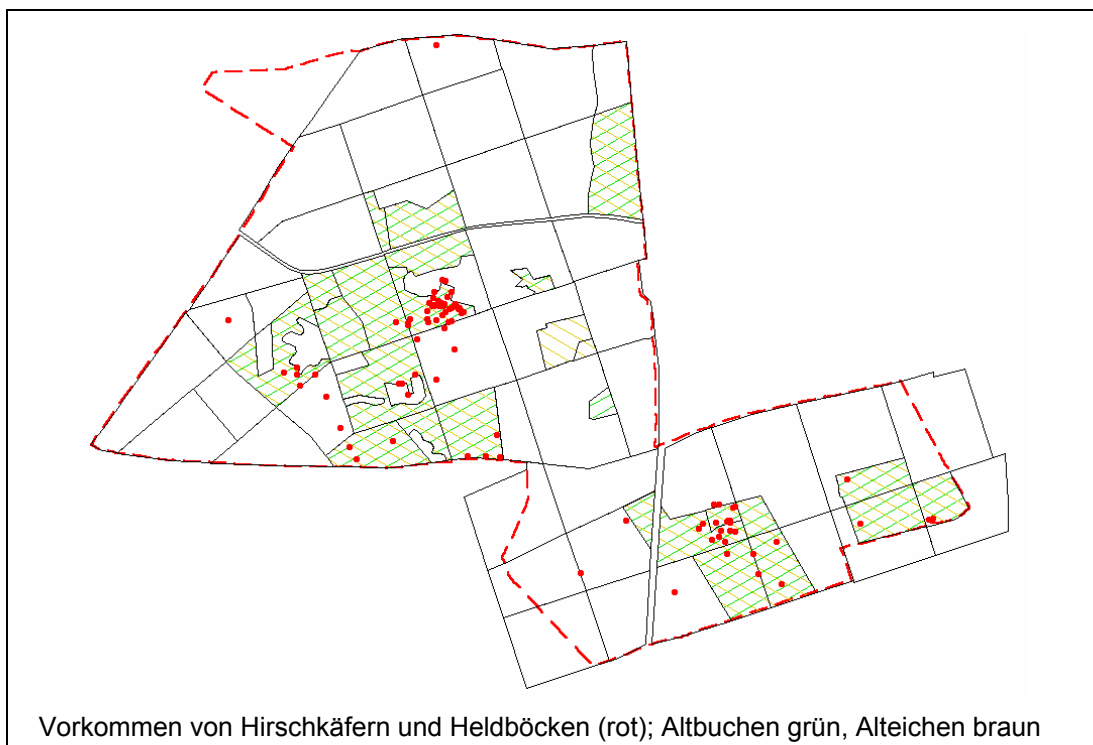 Vorkommen von Hirschkäfern und Heldböcken (rot); Altbuchen grün, Alteichen braun